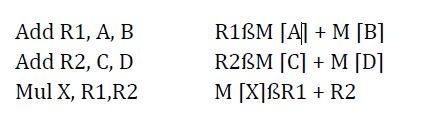 Add R1, A, B R1ßM ⌈A⌉ + M ⌈B⌉
Add R2, C, D R2ßM ⌈C⌉ + M ⌈D⌉
Mul X, R1,R2 M ⌈X⌉ßR1 + R2